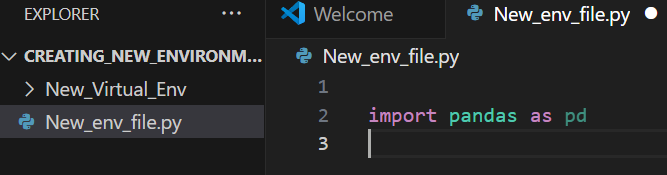 EXPLORER
CREATING_NEW_ENVIRONM...
New_Virtual_Env
New_env_file.py
Welcome
New_env_file.py
New_env_file.py
1
2 import pandas as pd
3